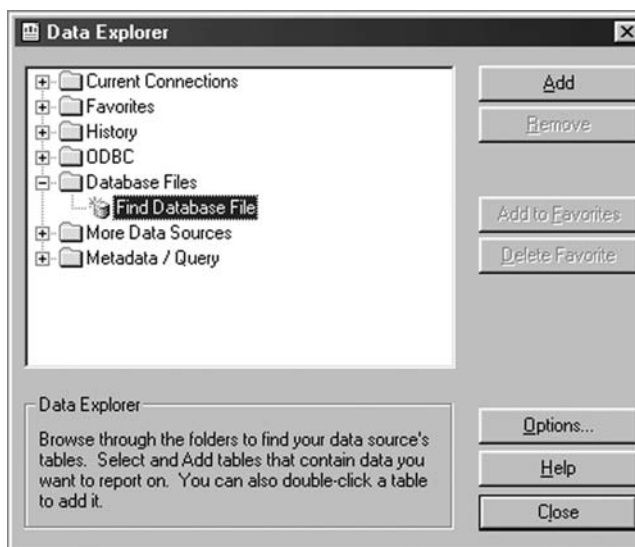 Data Explorer
Current Connections
Favorites
History
ODBC
Database Files
Find Database File
More Data Sources
Metadata / Query
Add
Remove
Add to Favorites
Delete Favorite
Data Explorer
Browse through the folders to find your data source's
tables. Select and Add tables that contain data you
want to report on. You can also double-click a table
to add it.
Options...
Help
Close